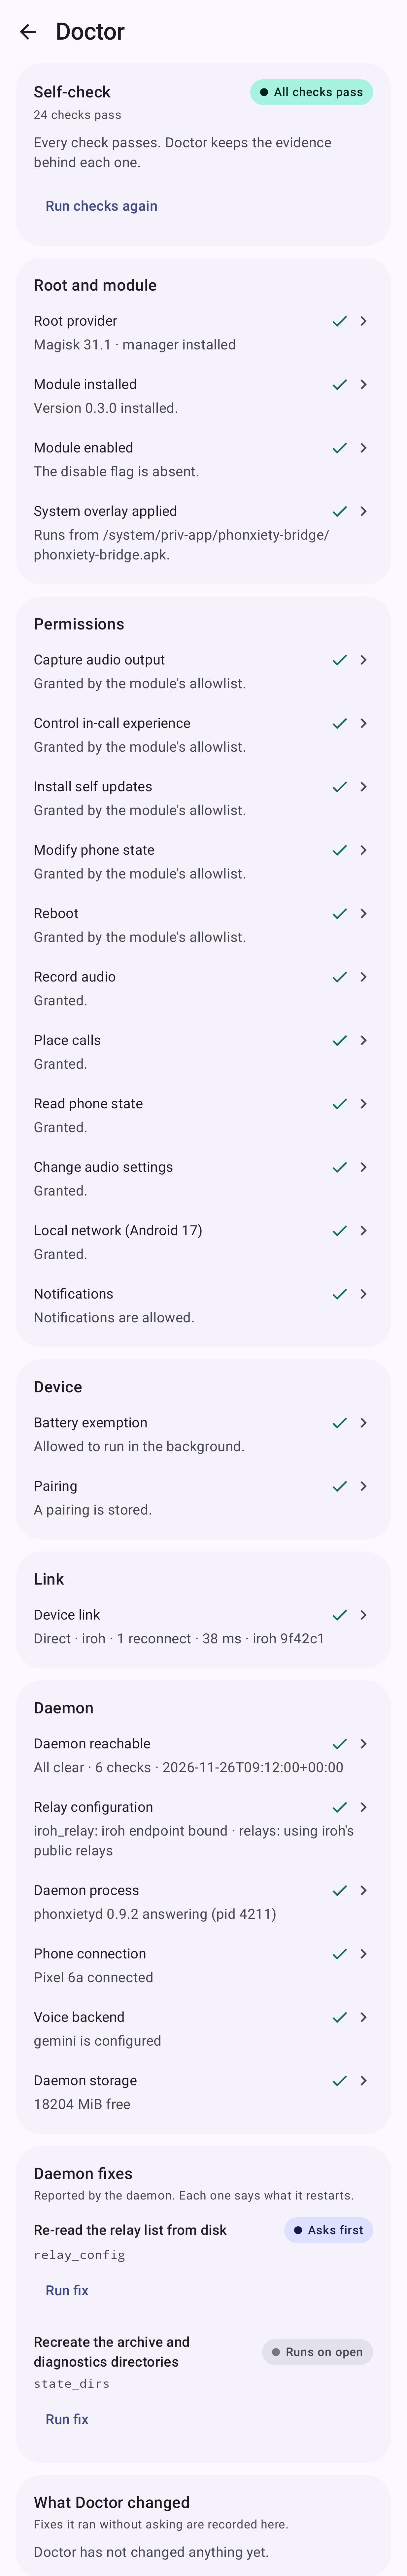 Doctor
Self-check
All checks pass
24 checks pass
Every check passes. Doctor keeps the evidence
behind each one.
Run checks again
Root and module
Root provider
Magisk 31.1 · manager installed
Module installed
Version 0.3.0 installed.
Module enabled
The disable flag is absent.
System overlay applied
Runs from /system/priv-app/phonxiety-bridge/
phonxiety-bridge.apk.
Permissions
Capture audio output
Granted by the module's allowlist.
Control in-call experience
Granted by the module's allowlist.
Install self updates
Granted by the module's allowlist.
Modify phone state
Granted by the module's allowlist.
Reboot
Granted by the module's allowlist.
Record audio
Granted.
Place calls
Granted.
Read phone state
Granted.
Change audio settings
Granted.
Local network (Android 17)
Granted.
Notifications
Notifications are allowed.
Device
Battery exemption
Allowed to run in the background.
Pairing
A pairing is stored.
Link
Device link
Direct · iroh · 1 reconnect · 38 ms · iroh 9f42c1
Daemon
Daemon reachable
All clear · 6 checks · 2026-11-26T09:12:00+00:00
Relay configuration
iroh_relay: iroh endpoint bound · relays: using iroh's
public relays
Daemon process
phonxietyd 0.9.2 answering (pid 4211)
Phone connection
Pixel 6a connected
Voice backend
gemini is configured
Daemon storage
18204 MiB free
Daemon fixes
Reported by the daemon. Each one says what it restarts.
Re-read the relay list from disk
Asks first
relay_config
Run fix
Recreate the archive and
diagnostics directories
Runs on open
state_dirs
Run fix
What Doctor changed
Fixes it ran without asking are recorded here.
Doctor has not changed anything yet.